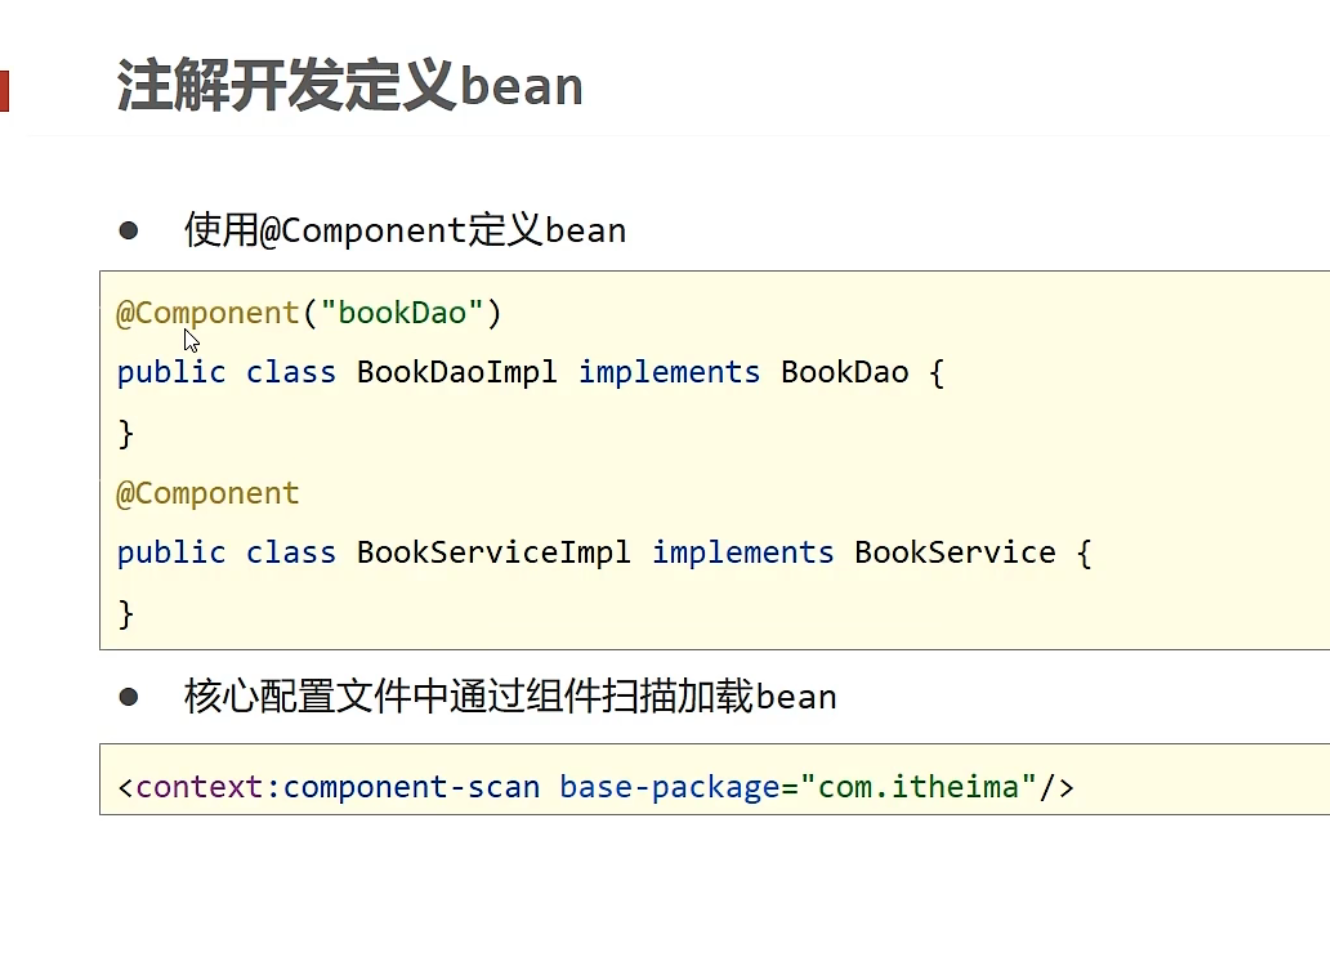 注解开发定义bean
● 使用@Component定义bean
@Component("bookDao")
public class BookDaoImpl implements BookDao {
}
@Component
public class BookServiceImpl implements BookService {
}
● 核心配置文件中通过组件扫描加载bean
<context:component-scan base-package="com.itheima"/>